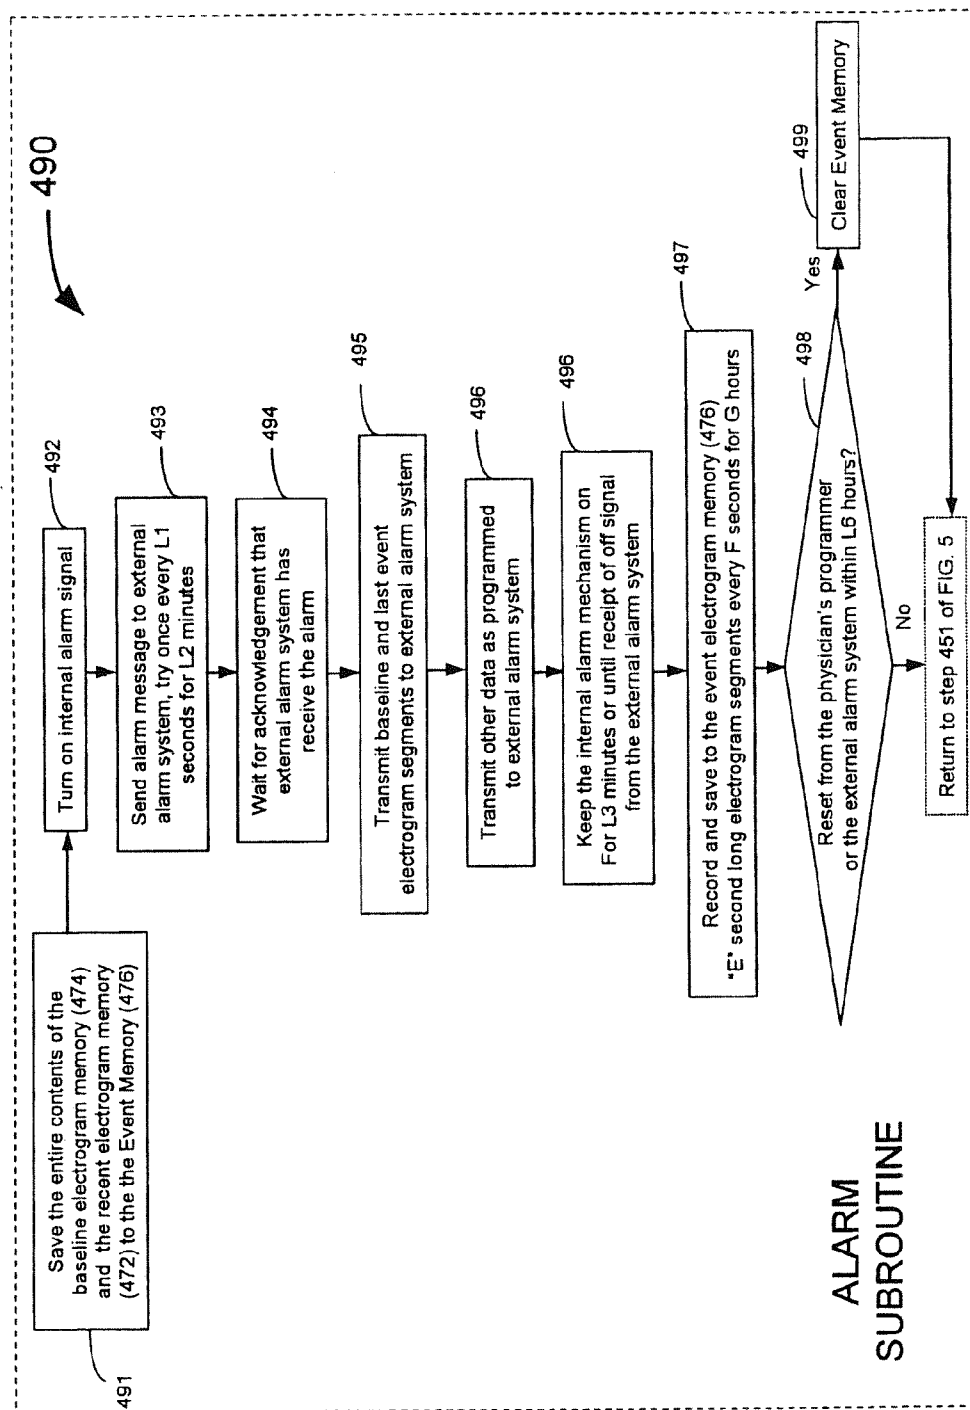 490
491
Save the entire contents of the
baseline electrogram memory (474)
and the recent electrogram memory
(472) to the the Event Memory (476)
492
Turn on internal alarm signal
493
Send alarm message to external
alarm system, try once every L1
seconds for L2 minutes
494
Wait for acknowledgement that
external alarm system has
receive the alarm
495
Transmit baseline and last event
electrogram segments to external alarm system
496
Transmit other data as programmed
to external alarm system
496
Keep the internal alarm mechanism on
For L3 minutes or until receipt of off signal
from the external alarm system
497
Record and save to the event electrogram memory (476)
"E" second long electrogram segments every F seconds for G hours
498
Reset from the physician's programmer
or the external alarm system within L6 hours?
Yes
499
Clear Event Memory
No
Return to step 451 of FIG. 5
ALARM
SUBROUTINE